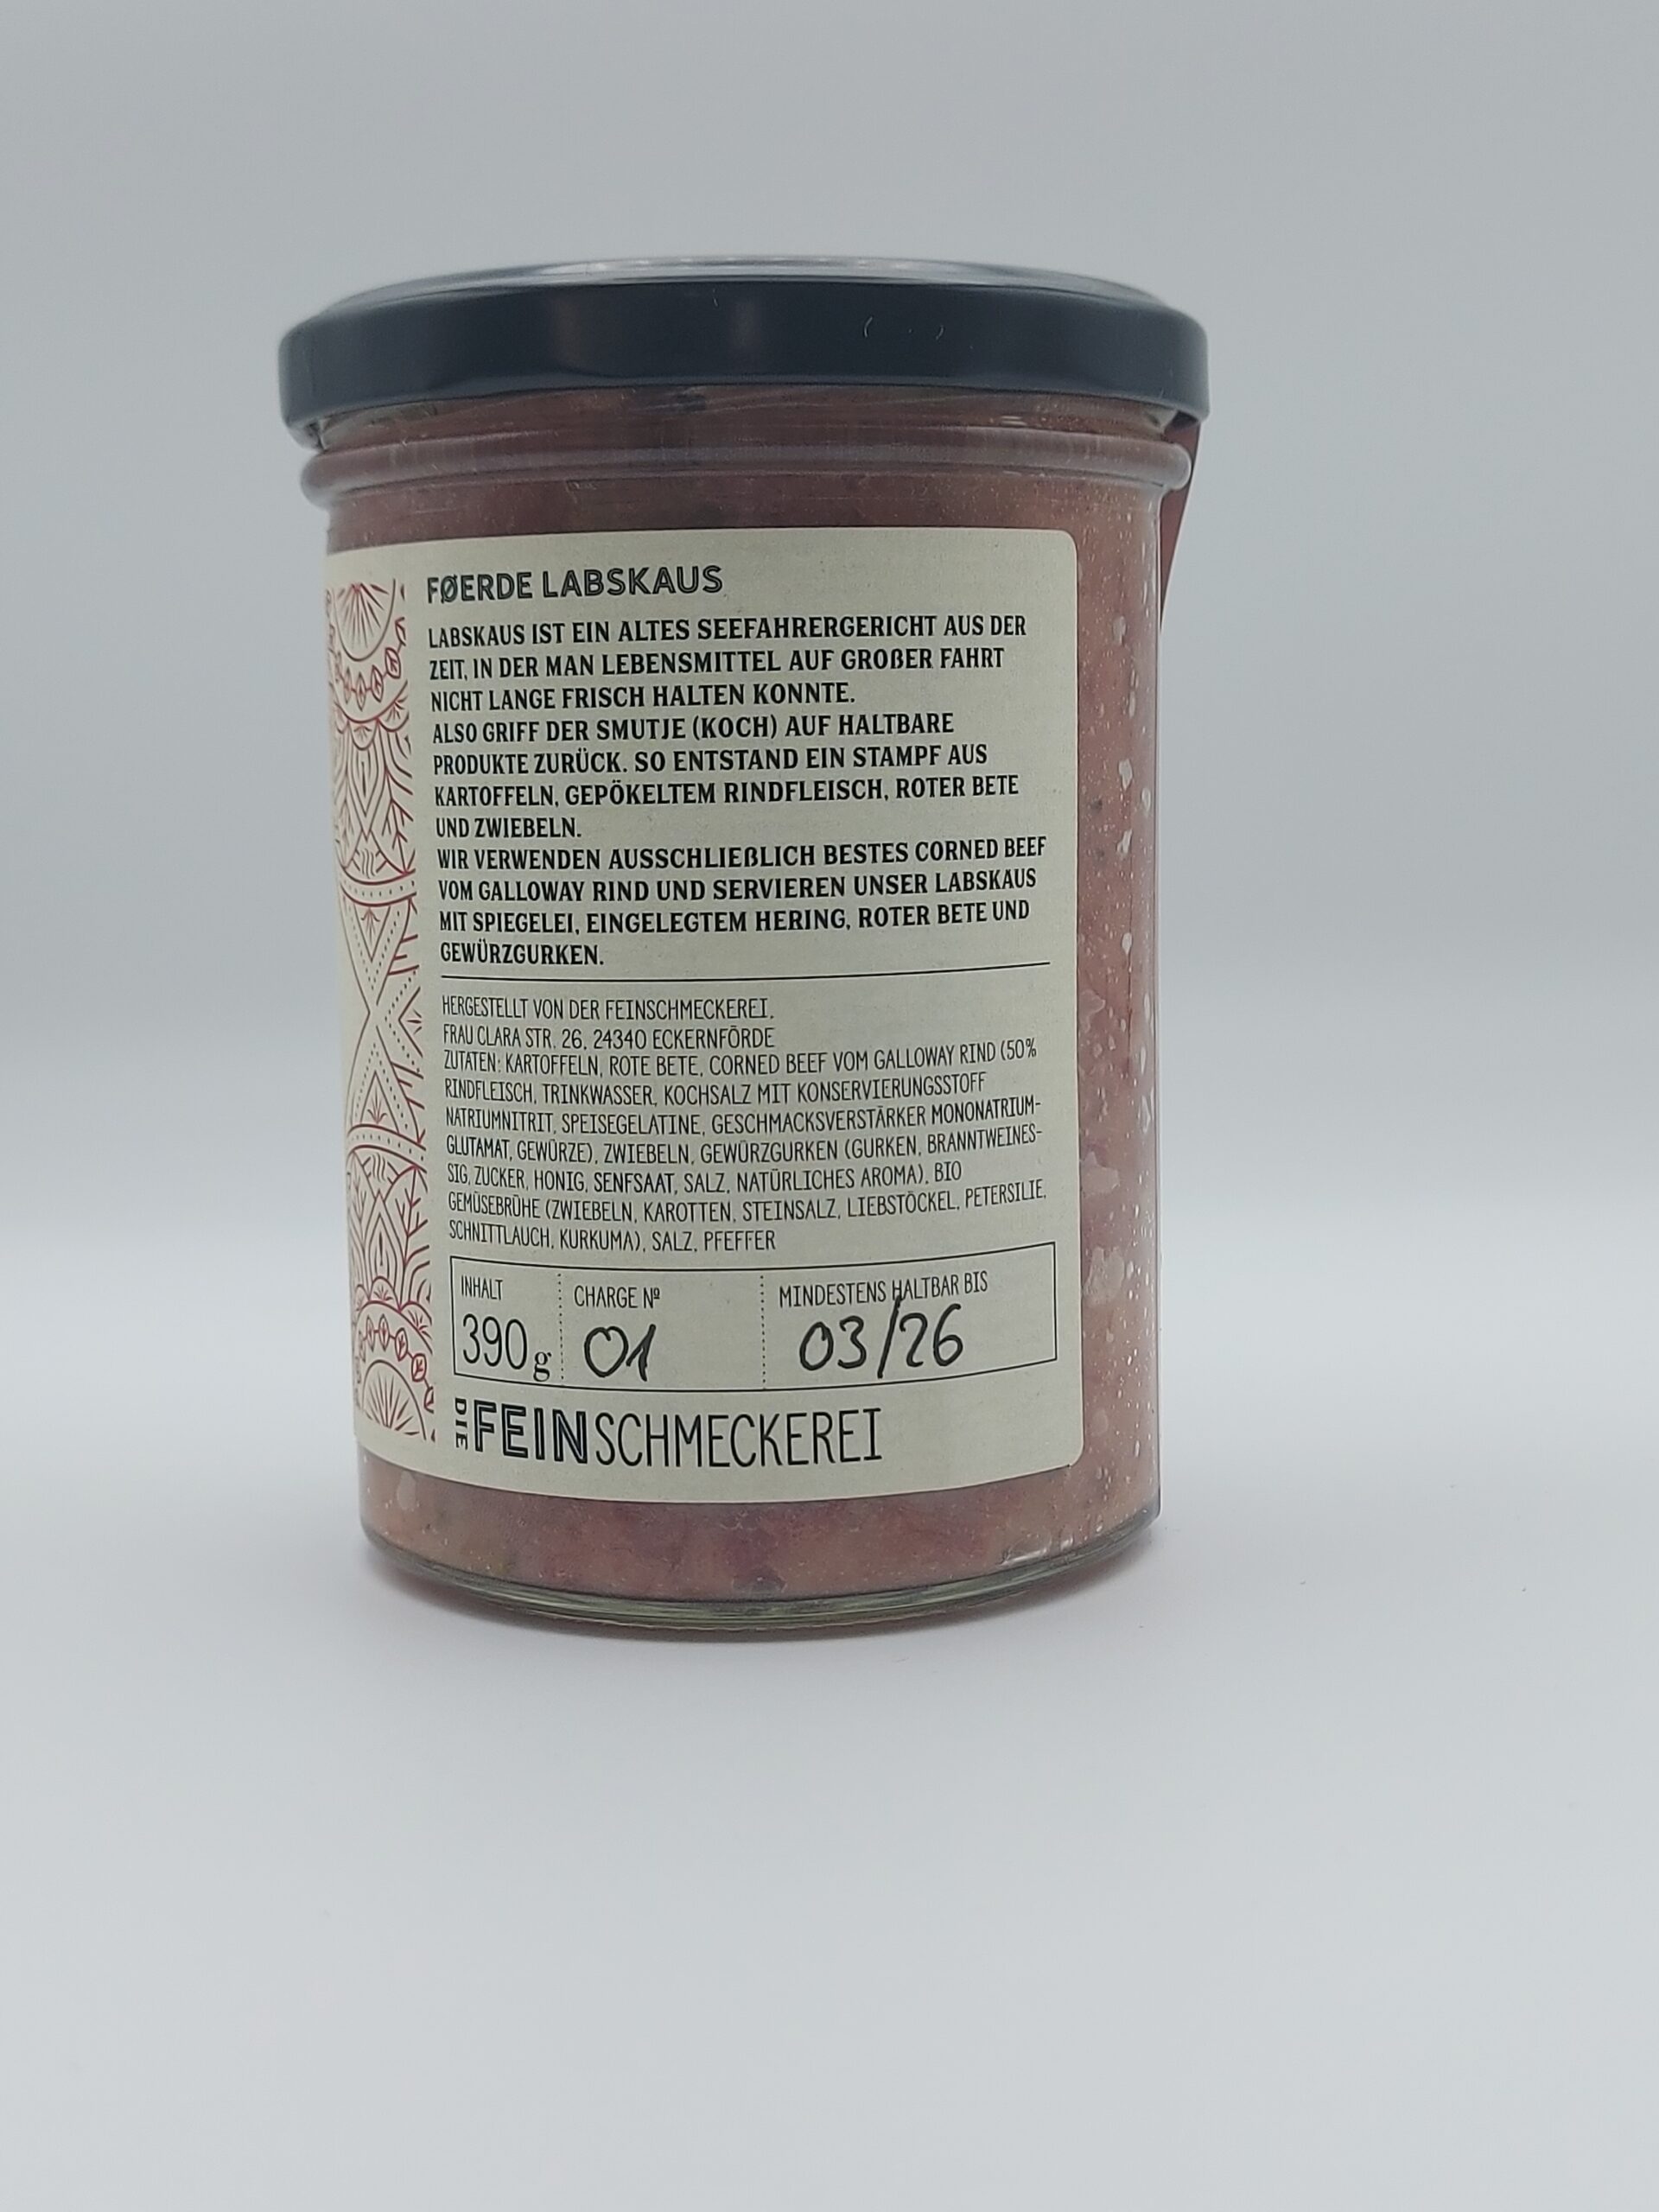 FØERDE LABSKAUS
LABSKAUS IST EIN ALTES SEEFAHRERGERICHT AUS DER
ZEIT, IN DER MAN LEBENSMITTEL AUF GROßER FAHRT
NICHT LANGE FRISCH HALTEN KONNTE.
ALSO GRIFF DER SMUTJE (KOCH) AUF HALTBARE
PRODUKTE ZURÜCK. SO ENTSTAND EIN STAMPF AUS
KARTOFFELN, GEPÖKELTEM RINDFLEISCH, ROTER BETE
UND ZWIEBELN.
WIR VERWENDEN AUSSCHLIEßLICH BESTES CORNED BEEF
VOM GALLOWAY RIND UND SERVIEREN UNSER LABSKAUS
MIT SPIEGELEI, EINGELEGTEM HERING, ROTER BETE UND
GEWÜRZGURKEN.
HERGESTELLT VON DER FEINSCHMECKEREI,
FRAU CLARA STR. 26, 24340 ECKERNFÖRDE
ZUTATEN: KARTOFFELN, ROTE BETE, CORNED BEEF VOM GALLOWAY RIND (50%
RINDFLEISCH, TRINKWASSER, KOCHSALZ MIT KONSERVIERUNGSSTOFF
NATRIUMNITRIT, SPEISEGELATINE, GESCHMACKSVERSTÄRKER MONONATRIUM-
GLUTAMAT, GEWÜRZE), ZWIEBELN, GEWÜRZGURKEN (GURKEN, BRANNTWEINES-
SIG, ZUCKER, HONIG, SENFSAAT, SALZ, NATÜRLICHES AROMA), BIO
GEMÜSEBRÜHE (ZWIEBELN, KAROTTEN, STEINSALZ, LIEBSTÖCKEL, PETERSILIE,
SCHNITTLAUCH, KURKUMA), SALZ, PFEFFER
INHALT CHARGE Nº MINDESTENS HALTBAR BIS
390g 01 03/26
DIE FEINSCHMECKEREI